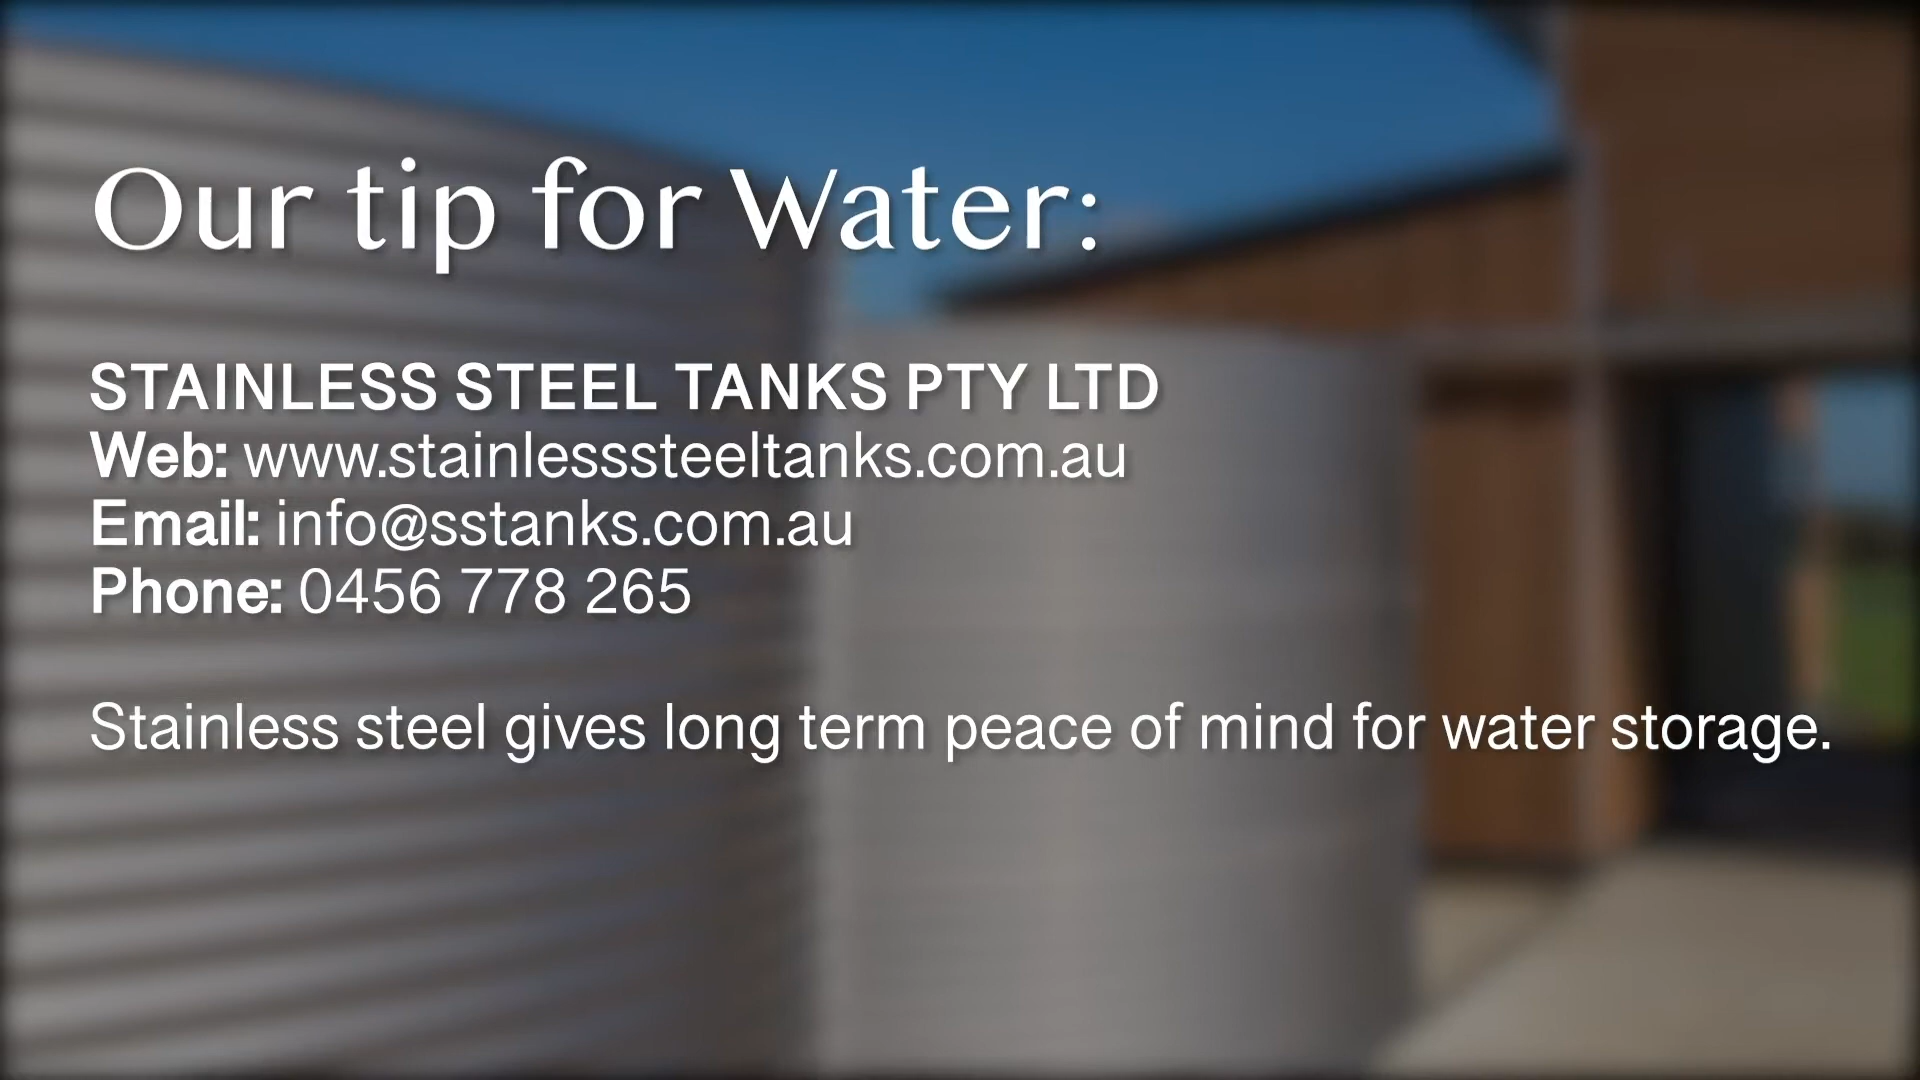 Our tip for Water:
STAINLESS STEEL TANKS PTY LTD
Web: www.stainlesssteeltanks.com.au
Email: info@sstanks.com.au
Phone: 0456 778 265
Stainless steel gives long term peace of mind for water storage.